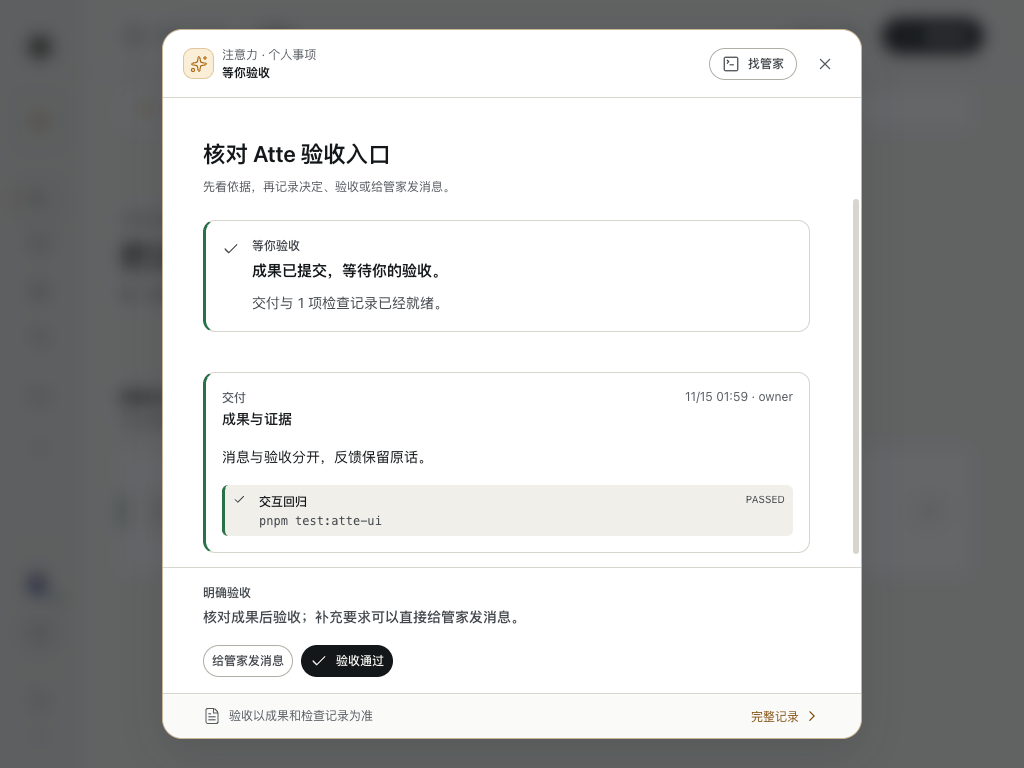 注意力 · 个人事项
等你验收
找管家
核对 Atte 验收入口
先看依据，再记录决定、验收或给管家发消息。
等你验收
成果已提交，等待你的验收。
交付与 1 项检查记录已经就绪。
交付
11/15 01:59 · owner
成果与证据
消息与验收分开，反馈保留原话。
交互回归
PASSED
pnpm test:atte-ui
明确验收
核对成果后验收；补充要求可以直接给管家发消息。
给管家发消息
验收通过
验收以成果和检查记录为准
完整记录